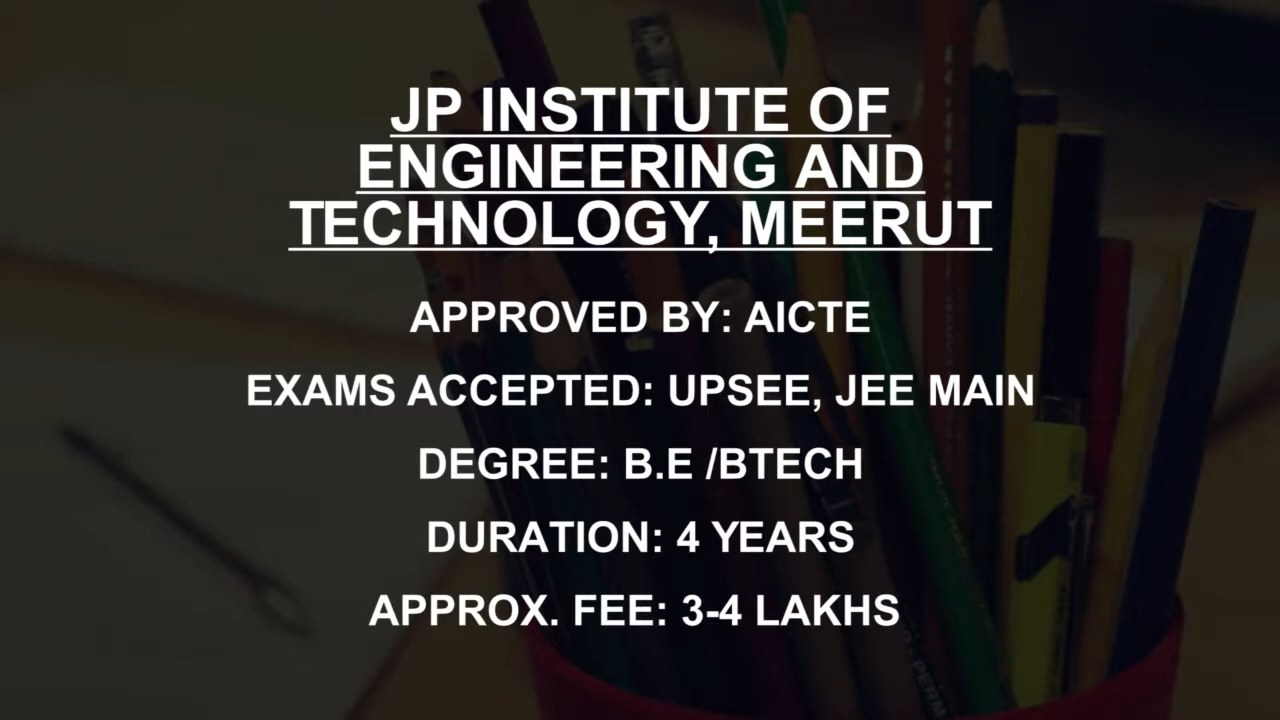 JP INSTITUTE OF
ENGINEERING AND
TECHNOLOGY, MEERUT
APPROVED BY: AICTE
EXAMS ACCEPTED: UPSEE, JEE MAIN
DEGREE: B.E /BTECH
DURATION: 4 YEARS
APPROX. FEE: 3-4 LAKHS